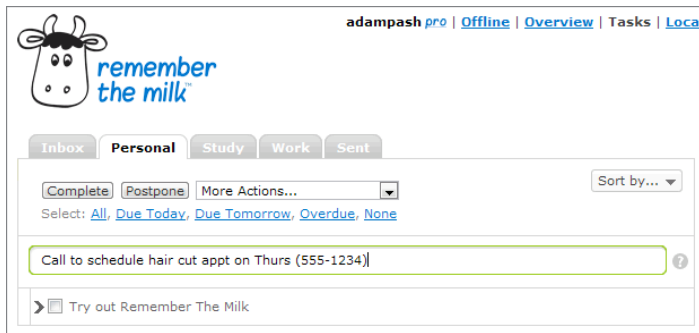 adampash pro | Offline | Overview | Tasks | Loca
remember
the milk™
Inbox Personal Study Work Sent
Complete Postpone More Actions... Sort by...
Select: All, Due Today, Due Tomorrow, Overdue, None
Call to schedule hair cut appt on Thurs (555-1234) ?
Try out Remember The Milk